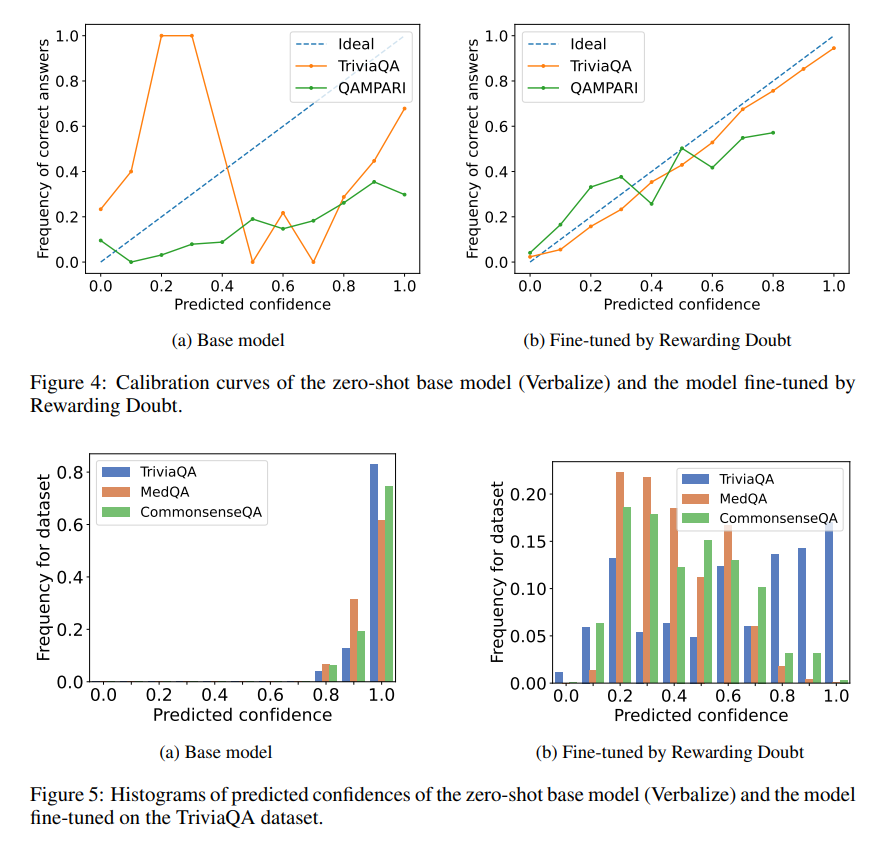 Frequency of correct answers
1.0
0.8
0.6
0.4
0.2
0.0
Ideal
TriviaQA
QAMPARI
0.0 0.2 0.4 0.6 0.8 1.0
Predicted confidence
(a) Base model
Frequency of correct answers
1.0
0.8
0.6
0.4
0.2
0.0
Ideal
TriviaQA
QAMPARI
0.0 0.2 0.4 0.6 0.8 1.0
Predicted confidence
(b) Fine-tuned by Rewarding Doubt
Figure 4: Calibration curves of the zero-shot base model (Verbalize) and the model fine-tuned by
Rewarding Doubt.
Frequency for dataset
0.8
0.6
0.4
0.2
0.0
TriviaQA
MedQA
CommonsenseQA
0.0 0.2 0.4 0.6 0.8 1.0
Predicted confidence
(a) Base model
Frequency for dataset
0.20
0.15
0.10
0.05
0.00
TriviaQA
MedQA
CommonsenseQA
0.0 0.2 0.4 0.6 0.8 1.0
Predicted confidence
(b) Fine-tuned by Rewarding Doubt
Figure 5: Histograms of predicted confidences of the zero-shot base model (Verbalize) and the model
fine-tuned on the TriviaQA dataset.